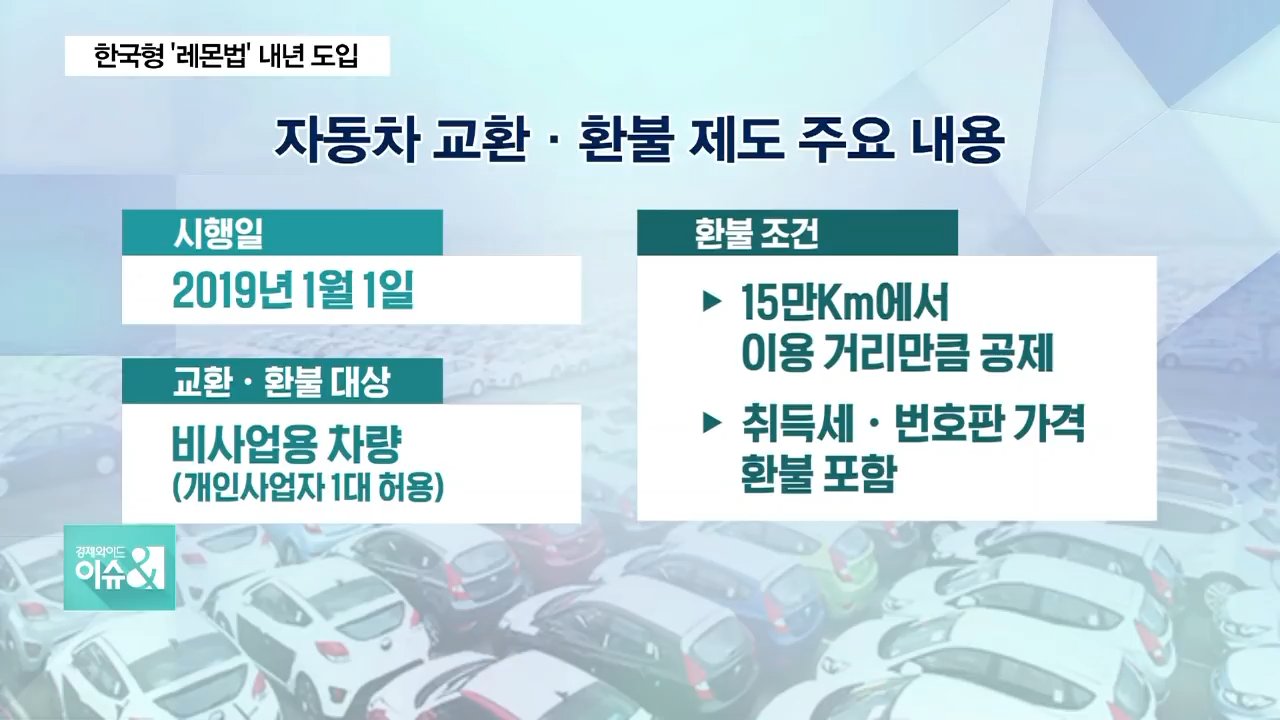 한국형 '레몬법' 내년 도입
자동차 교환·환불 제도 주요 내용
시행일
2019년 1월 1일
교환·환불 대상
비사업용 차량
(개인사업자 1대 허용)
환불 조건
▶ 15만Km에서
이용 거리만큼 공제
▶ 취득세·번호판 가격
환불 포함
경제와이드
이슈&